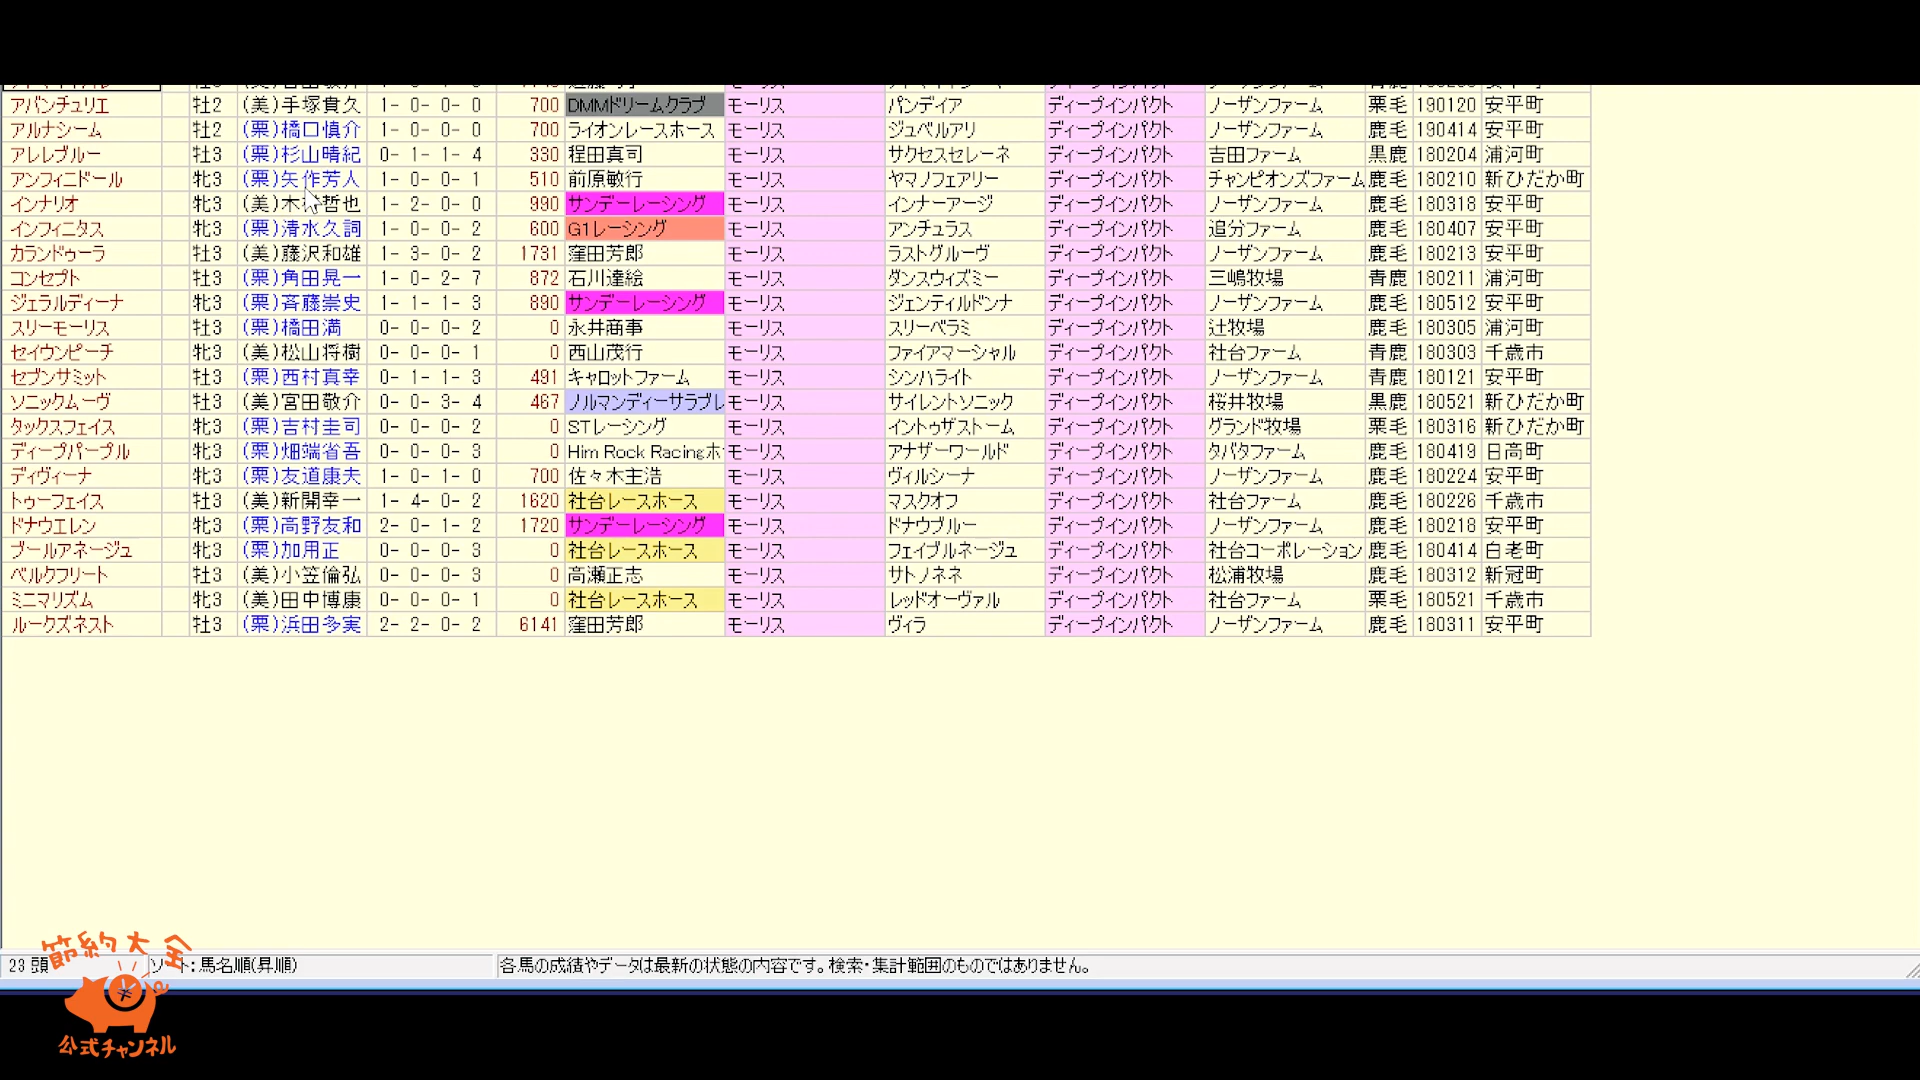 アバンチュリエ 牡2 (美)手塚貴久 1- 0- 0- 0 700 DMMドリームクラブ モーリス パンデイア ディープインパクト ノーザンファーム 栗毛 190120 安平町
アルナシーム 牡2 (栗)橋口慎介 1- 0- 0- 0 700 ライオンレースホース モーリス ジュベルアリ ディープインパクト ノーザンファーム 鹿毛 190414 安平町
アレレブルー 牡3 (栗)杉山晴紀 0- 1- 1- 4 330 程田真司 モーリス サクセスセレーネ ディープインパクト 吉田ファーム 黒鹿 180204 浦河町
アンフィニドール 牝3 (栗)矢作芳人 1- 0- 0- 1 510 前原敏行 モーリス ヤマノフェアリー ディープインパクト チャンピオンズファーム 鹿毛 180210 新ひだか町
インナリオ 牝3 (美)木村哲也 1- 2- 0- 0 990 サンデーレーシング モーリス インナーアージ ディープインパクト ノーザンファーム 鹿毛 180318 安平町
インフィニタス 牝3 (栗)清水久詞 1- 0- 0- 2 600 G1レーシング モーリス アンチュラス ディープインパクト 追分ファーム 鹿毛 180407 安平町
カランドゥーラ 牡3 (美)藤沢和雄 1- 3- 0- 2 1731 窪田芳郎 モーリス ラストグルーヴ ディープインパクト ノーザンファーム 鹿毛 180213 安平町
コンセプト 牡3 (栗)角田晃一 1- 0- 2- 7 872 石川達絵 モーリス ダンスウィズミー ディープインパクト 三嶋牧場 青鹿 180211 浦河町
ジェラルディーナ 牝3 (栗)斉藤崇史 1- 1- 1- 3 890 サンデーレーシング モーリス ジェンティルドンナ ディープインパクト ノーザンファーム 鹿毛 180512 安平町
スリーモーリス 牡3 (栗)橋田満 0- 0- 0- 2 0 永井商事 モーリス スリーベラミ ディープインパクト 辻牧場 鹿毛 180305 浦河町
セイウンピーチ 牝3 (美)松山将樹 0- 0- 0- 1 0 西山茂行 モーリス ファイアマーシャル ディープインパクト 社台ファーム 青鹿 180303 千歳市
セブンサミット 牡3 (栗)西村真幸 0- 1- 1- 3 491 キャロットファーム モーリス シンハライト ディープインパクト ノーザンファーム 青鹿 180121 安平町
ソニックムーヴ 牡3 (美)宮田敬介 0- 0- 3- 4 467 ノルマンディーサラブレ モーリス サイレントソニック ディープインパクト 桜井牧場 黒鹿 180521 新ひだか町
タックスフェイス 牝3 (栗)吉村圭司 0- 0- 0- 2 0 STレーシング モーリス イントゥザストーム ディープインパクト グランド牧場 栗毛 180316 新ひだか町
ディープパープル 牝3 (栗)畑端省吾 0- 0- 0- 3 0 Him Rock Racingホ モーリス アナザーワールド ディープインパクト タバタファーム 鹿毛 180419 日高町
ディヴィーナ 牝3 (栗)友道康夫 1- 0- 1- 0 700 佐々木主浩 モーリス ヴィルシーナ ディープインパクト ノーザンファーム 鹿毛 180224 安平町
トゥーフェイス 牡3 (美)新開幸一 1- 4- 0- 2 1620 社台レースホース モーリス マスクオフ ディープインパクト 社台ファーム 鹿毛 180226 千歳市
ドナウエレン 牝3 (栗)高野友和 2- 0- 1- 2 1720 サンデーレーシング モーリス ドナウブルー ディープインパクト ノーザンファーム 鹿毛 180218 安平町
ブールアネージュ 牝3 (栗)加用正 0- 0- 0- 3 0 社台レースホース モーリス フェイブルネージュ ディープインパクト 社台コーポレーション 鹿毛 180414 白老町
ベルクフリート 牡3 (美)小笠倫弘 0- 0- 0- 3 0 高瀬正志 モーリス サトノネネ ディープインパクト 松浦牧場 鹿毛 180312 新冠町
ミニマリズム 牝3 (美)田中博康 0- 0- 0- 1 0 社台レースホース モーリス レッドオーヴァル ディープインパクト 社台ファーム 栗毛 180521 千歳市
ルークズネスト 牡3 (栗)浜田多実 2- 2- 0- 2 6141 窪田芳郎 モーリス ヴィラ ディープインパクト ノーザンファーム 鹿毛 180311 安平町
23 頭 ソート：馬名順(昇順) 各馬の成績やデータは最新の状態の内容です。検索・集計範囲のものではありません。
節約大全
公式チャンネル